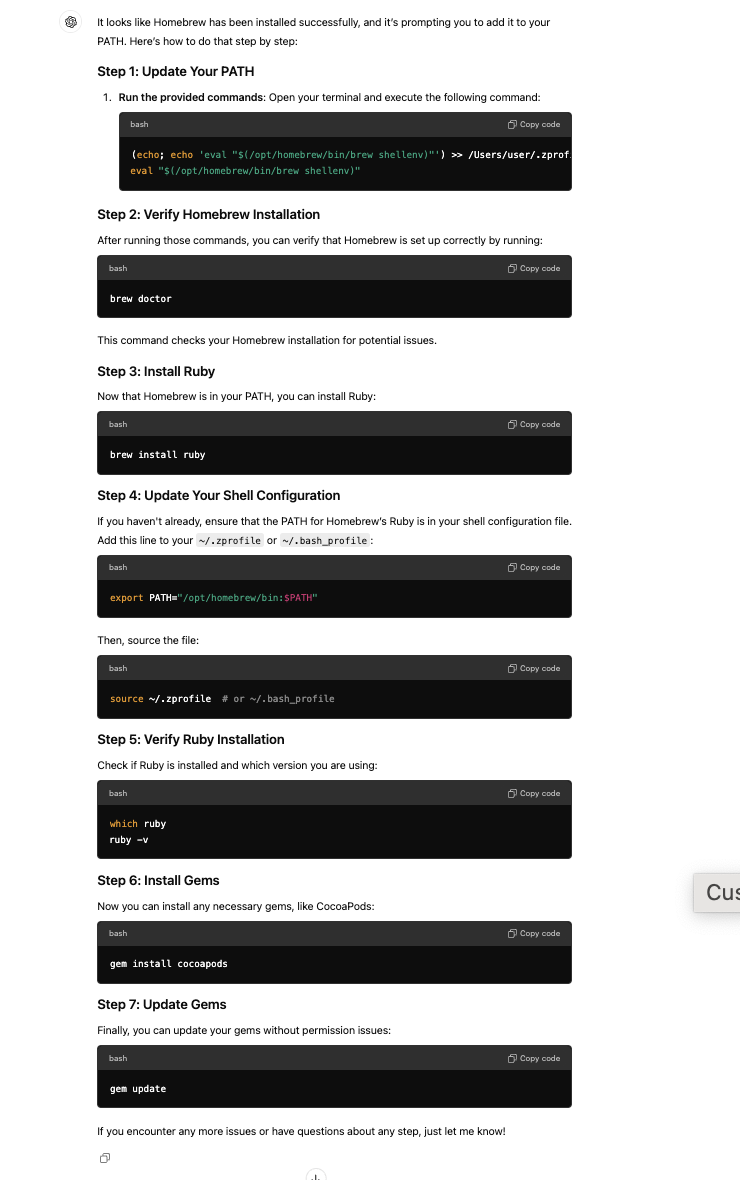 It looks like Homebrew has been installed successfully, and it's prompting you to add it to your
PATH. Here's how to do that step by step:
Step 1: Update Your PATH
1. Run the provided commands: Open your terminal and execute the following command:
bash
Copy code
(echo; echo 'eval "$(/opt/homebrew/bin/brew shellenv)"') >> /Users/user/.zprof
eval "$(/opt/homebrew/bin/brew shellenv)"
Step 2: Verify Homebrew Installation
After running those commands, you can verify that Homebrew is set up correctly by running:
bash
Copy code
brew doctor
This command checks your Homebrew installation for potential issues.
Step 3: Install Ruby
Now that Homebrew is in your PATH, you can install Ruby:
bash
Copy code
brew install ruby
Step 4: Update Your Shell Configuration
If you haven't already, ensure that the PATH for Homebrew's Ruby is in your shell configuration file.
Add this line to your ~/.zprofile or ~/.bash_profile:
bash
Copy code
export PATH="/opt/homebrew/bin:$PATH"
Then, source the file:
bash
Copy code
source ~/.zprofile  # or ~/.bash_profile
Step 5: Verify Ruby Installation
Check if Ruby is installed and which version you are using:
bash
Copy code
which ruby
ruby -v
Cus
Step 6: Install Gems
Now you can install any necessary gems, like CocoaPods:
bash
Copy code
gem install cocoapods
Step 7: Update Gems
Finally, you can update your gems without permission issues:
bash
Copy code
gem update
If you encounter any more issues or have questions about any step, just let me know!